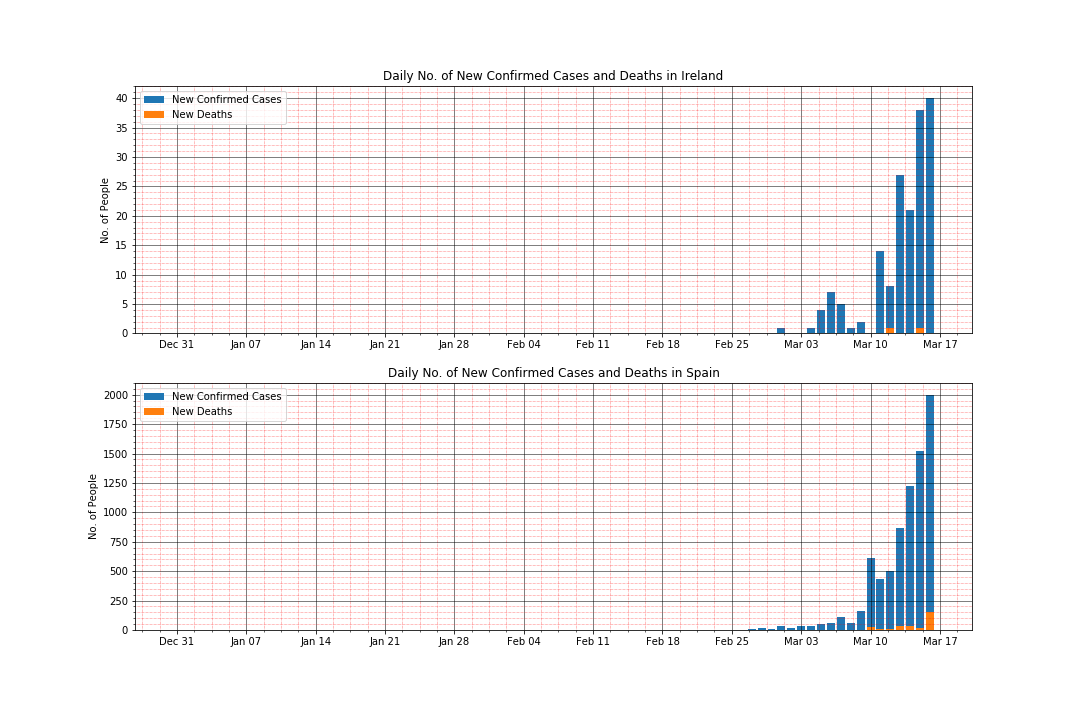 Daily No. of New Confirmed Cases and Deaths in Ireland
New Confirmed Cases
New Deaths
No. of People
40
35
30
25
20
15
10
5
0
Dec 31 Jan 07 Jan 14 Jan 21 Jan 28 Feb 04 Feb 11 Feb 18 Feb 25 Mar 03 Mar 10 Mar 17
Daily No. of New Confirmed Cases and Deaths in Spain
New Confirmed Cases
New Deaths
No. of People
2000
1750
1500
1250
1000
750
500
250
0
Dec 31 Jan 07 Jan 14 Jan 21 Jan 28 Feb 04 Feb 11 Feb 18 Feb 25 Mar 03 Mar 10 Mar 17